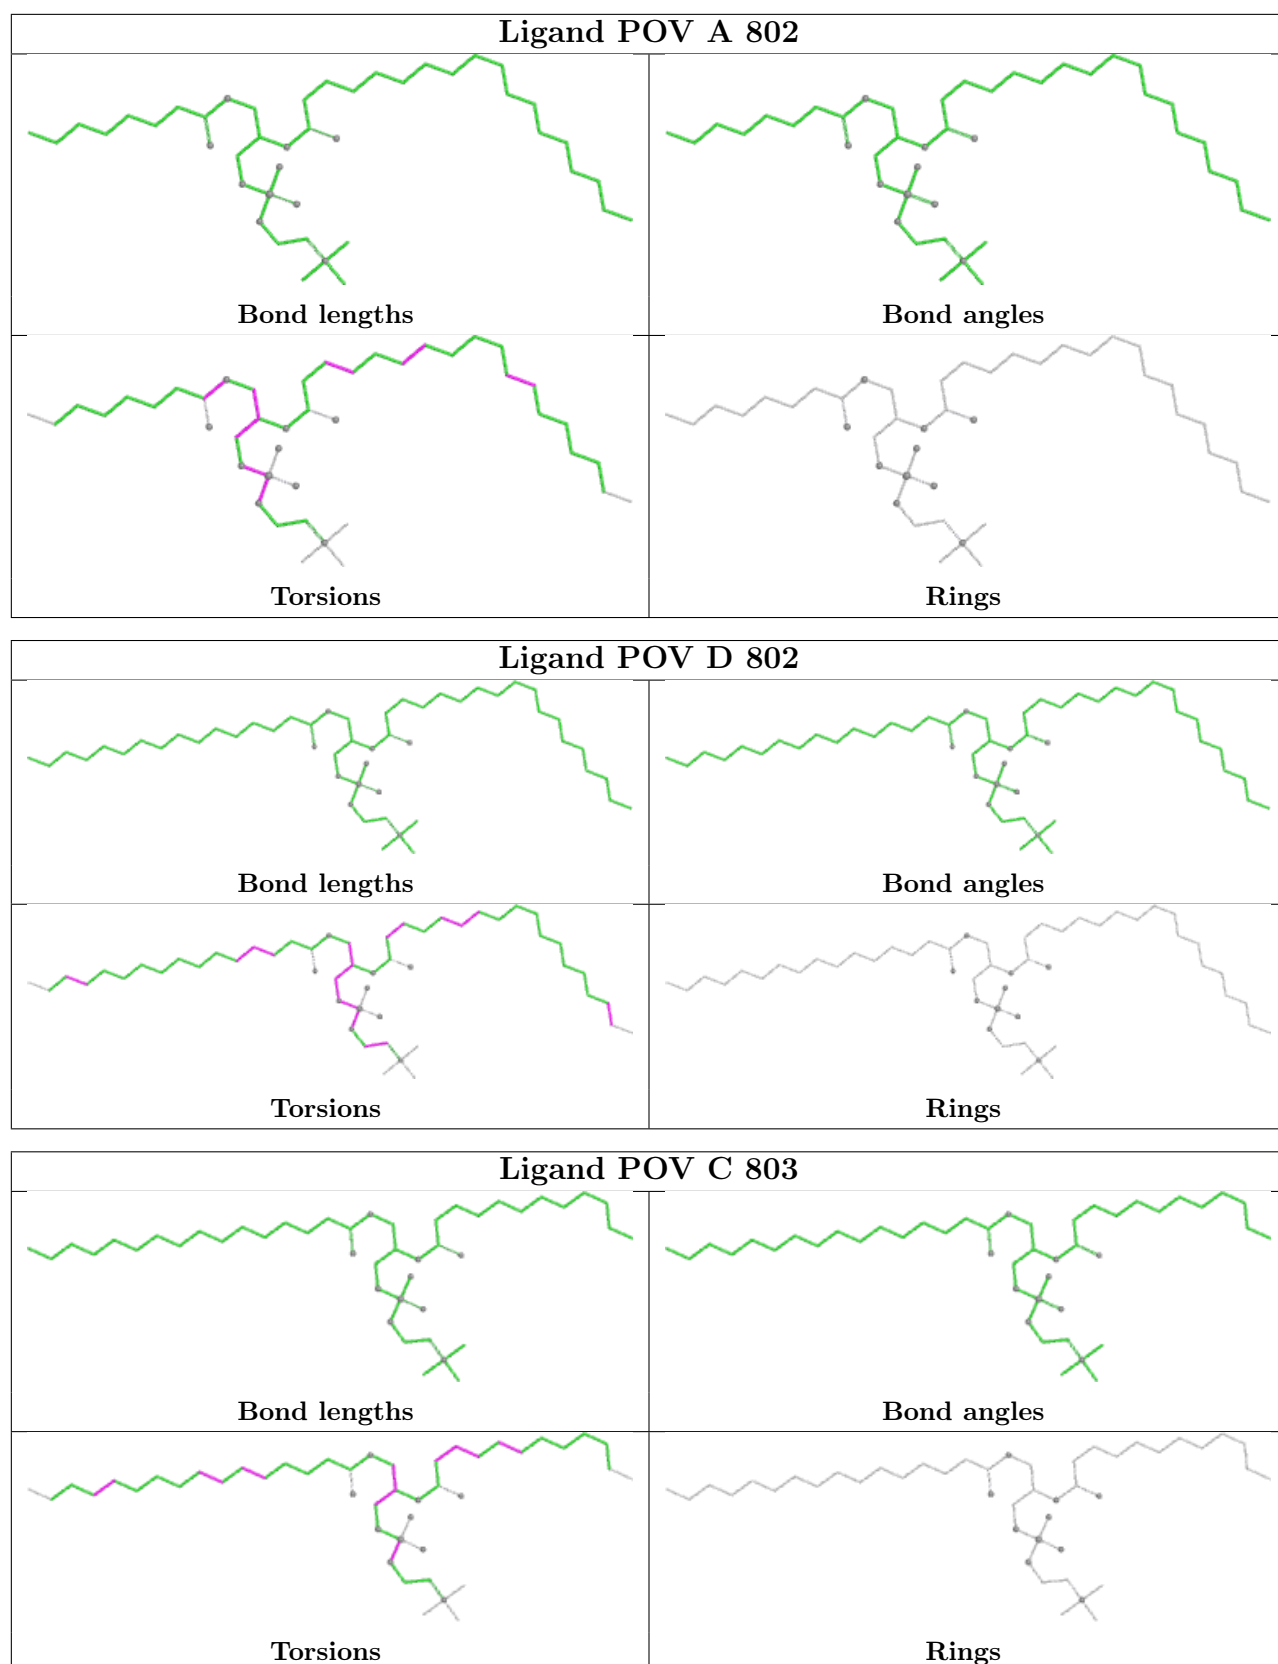 Ligand POV A 802
Bond lengths
Bond angles
Torsions
Rings
Ligand POV D 802
Bond lengths
Bond angles
Torsions
Rings
Ligand POV C 803
Bond lengths
Bond angles
Torsions
Rings